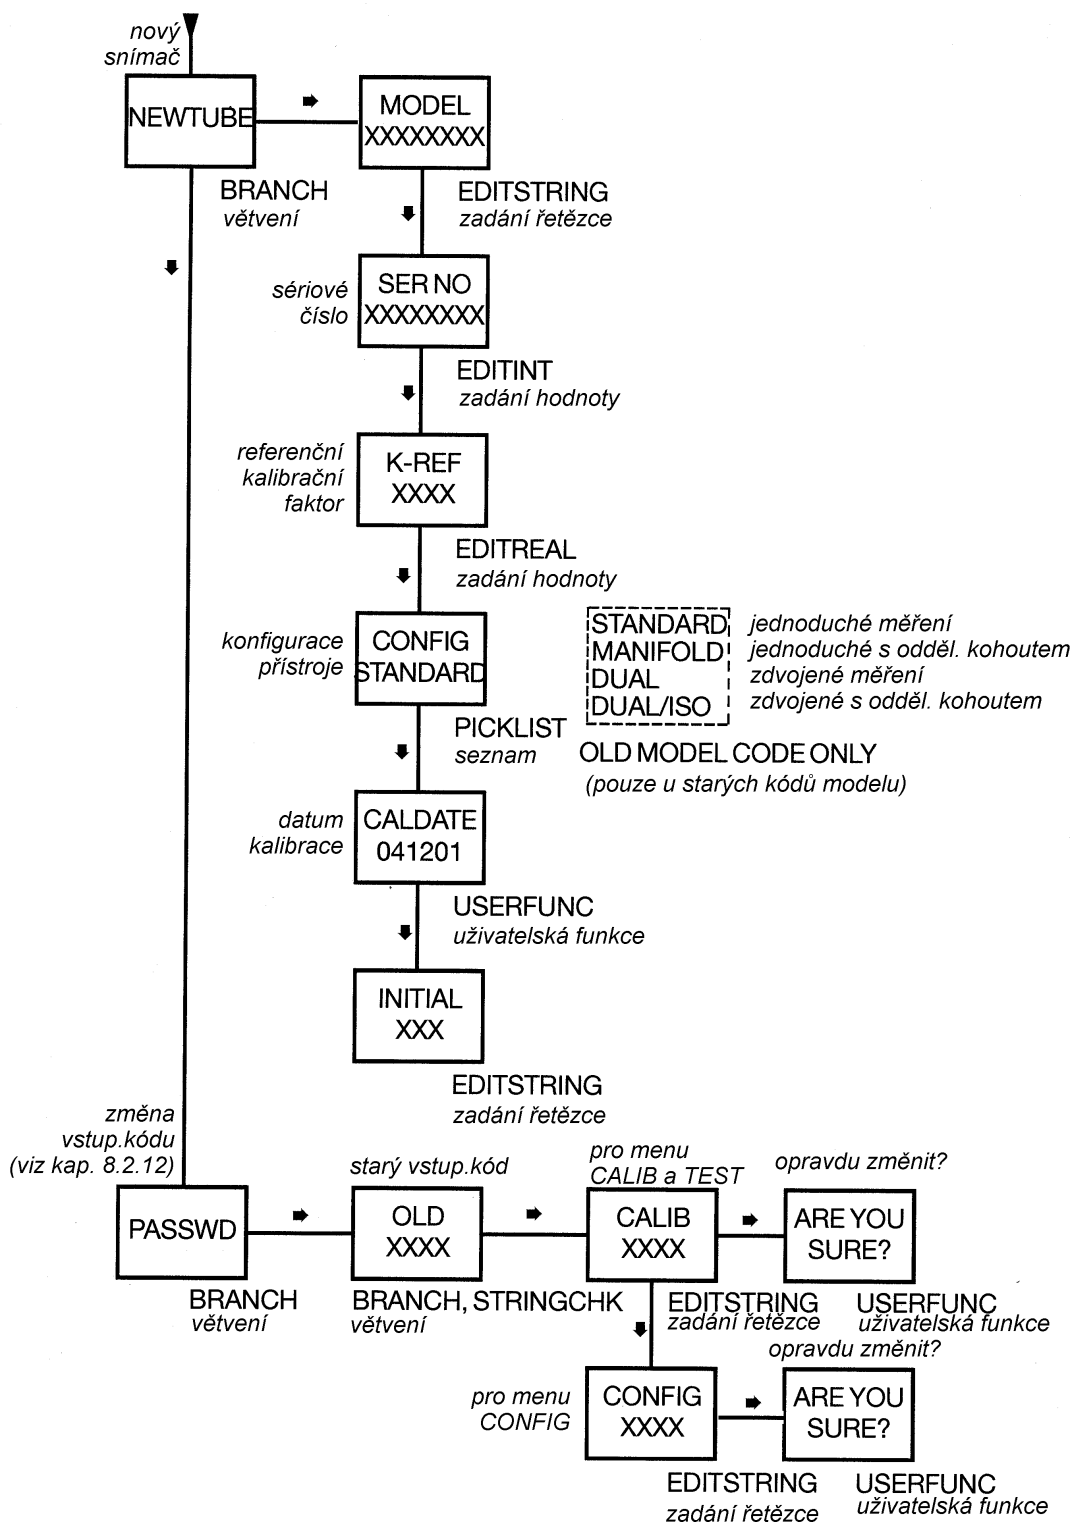 nový
snímač
NEWTUBE
MODEL
XXXXXXXX
BRANCH
větvení
EDITSTRING
zadání řetězce
sériové
číslo
SER NO
XXXXXXXX
EDITINT
zadání hodnoty
referenční
kalibrační
faktor
K-REF
XXXX
EDITREAL
zadání hodnoty
konfigurace
přístroje
CONFIG
STANDARD
STANDARD jednoduché měření
MANIFOLD jednoduché s odděl. kohoutem
DUAL zdvojené měření
DUAL/ISO zdvojené s odděl. kohoutem
PICKLIST
seznam
OLD MODEL CODE ONLY
(pouze u starých kódů modelu)
datum
kalibrace
CALDATE
041201
USERFUNC
uživatelská funkce
INITIAL
XXX
EDITSTRING
zadání řetězce
změna
vstup.kódu
(viz kap. 8.2.12)
PASSWD
BRANCH
větvení
starý vstup.kód
OLD
XXXX
BRANCH, STRINGCHK
větvení
pro menu
CALIB a TEST
CALIB
XXXX
EDITSTRING
zadání řetězce
opravdu změnit?
ARE YOU
SURE?
USERFUNC
uživatelská funkce
pro menu
CONFIG
CONFIG
XXXX
EDITSTRING
zadání řetězce
opravdu změnit?
ARE YOU
SURE?
USERFUNC
uživatelská funkce